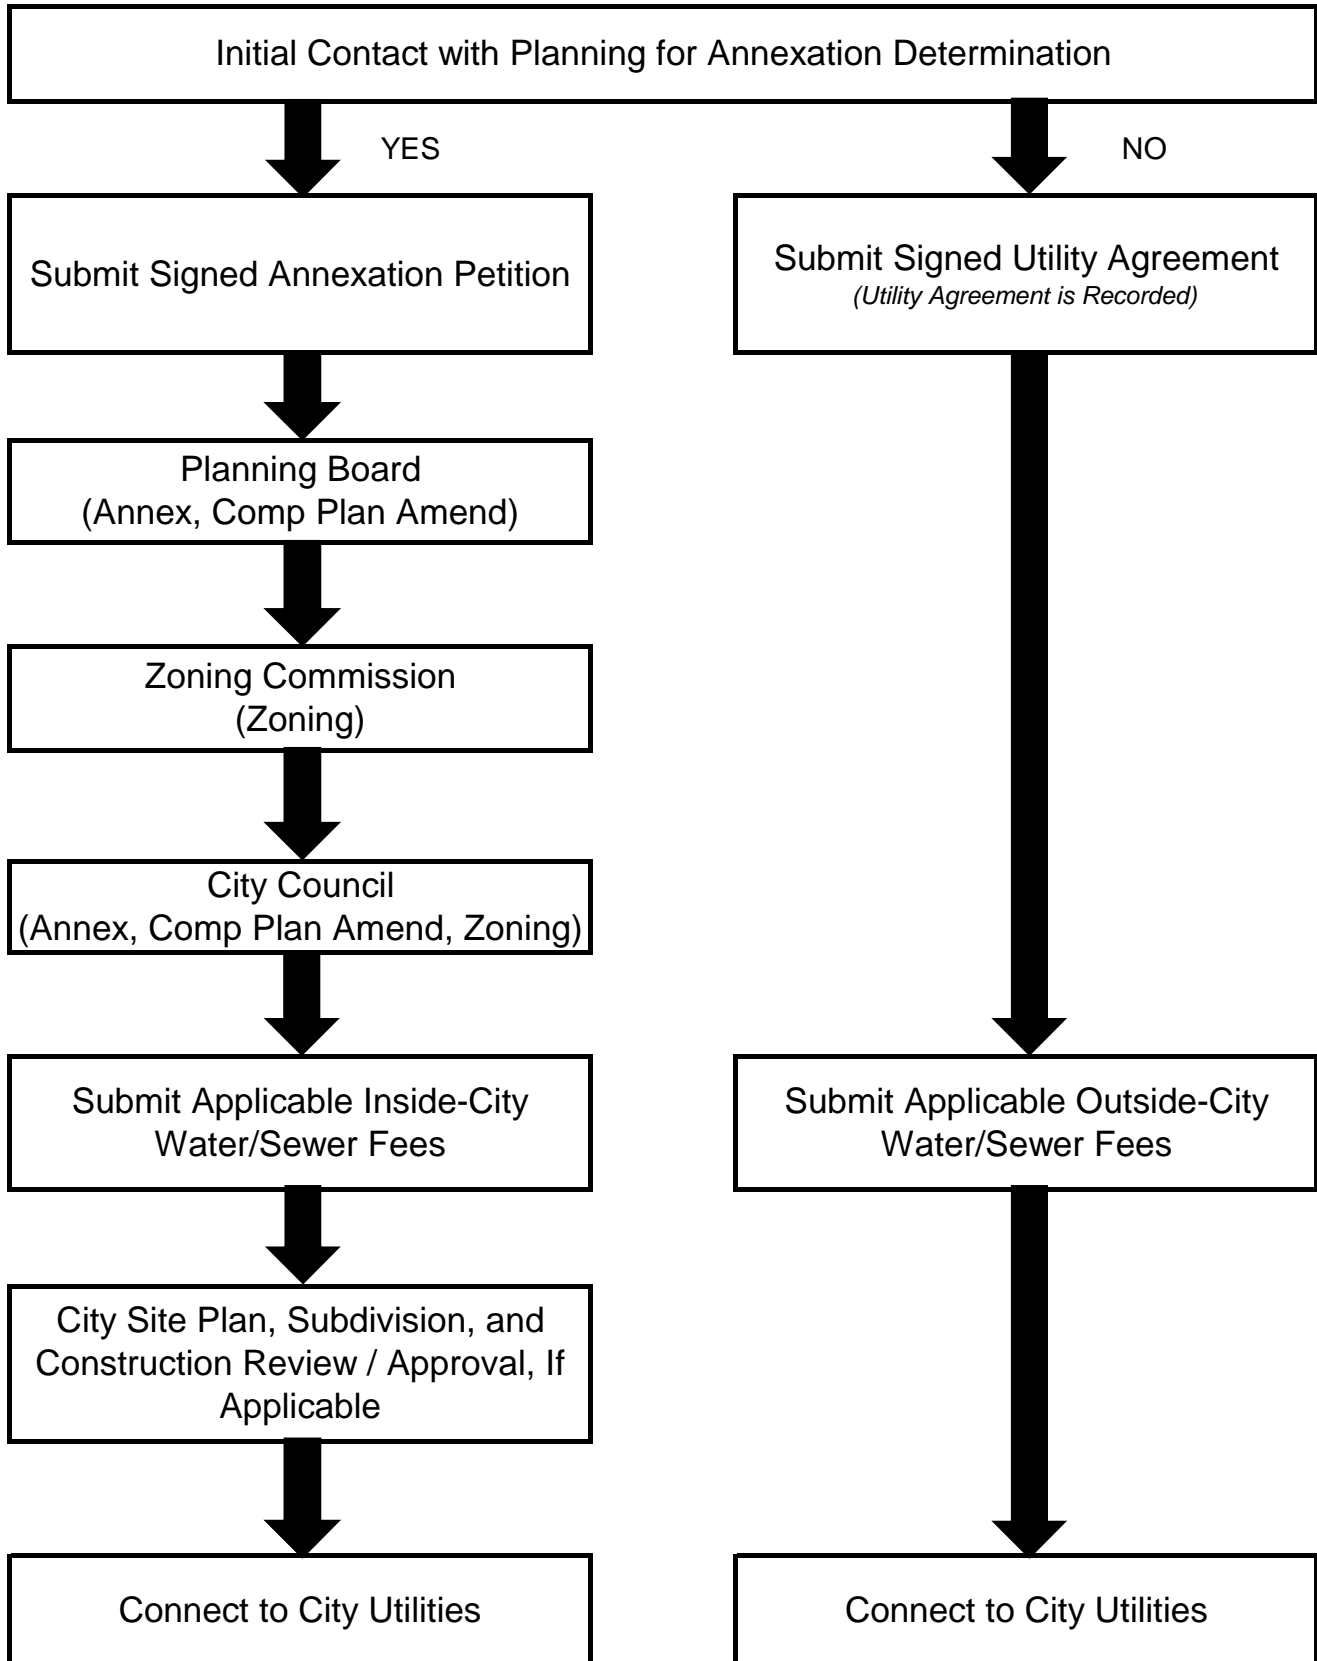 Initial Contact with Planning for Annexation Determination
YES
NO
Submit Signed Annexation Petition
Submit Signed Utility Agreement
(Utility Agreement is Recorded)
Planning Board
(Annex, Comp Plan Amend)
Zoning Commission
(Zoning)
City Council
(Annex, Comp Plan Amend, Zoning)
Submit Applicable Inside-City
Water/Sewer Fees
Submit Applicable Outside-City
Water/Sewer Fees
City Site Plan, Subdivision, and
Construction Review / Approval, If
Applicable
Connect to City Utilities
Connect to City Utilities